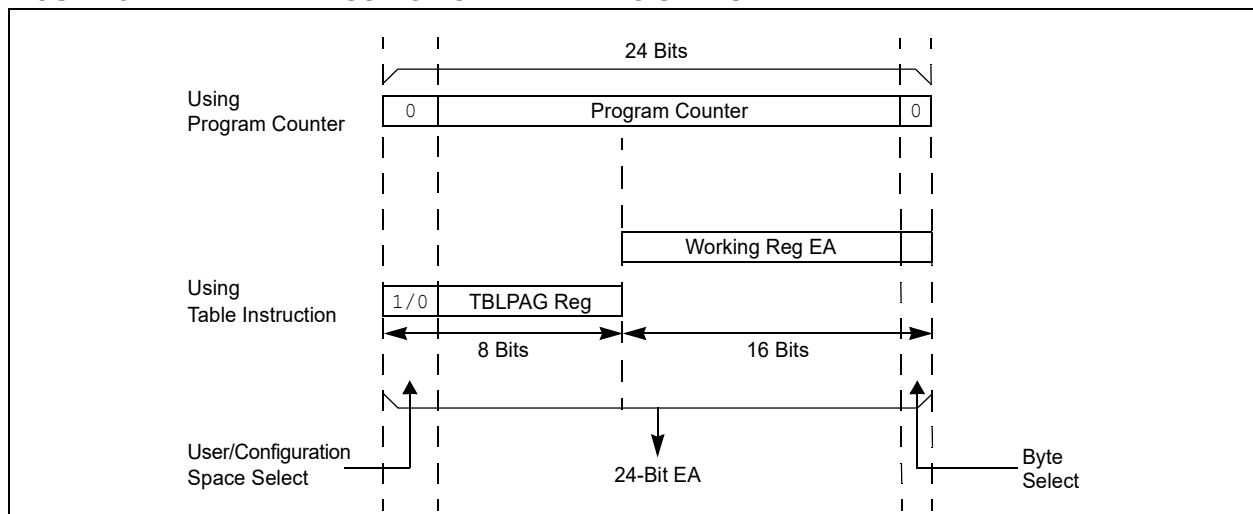 24 Bits
Using
Program Counter
0 Program Counter 0
Working Reg EA
Using
Table Instruction
1/0 TBLPAG Reg
8 Bits 16 Bits
User/Configuration
Space Select
24-Bit EA
Byte
Select